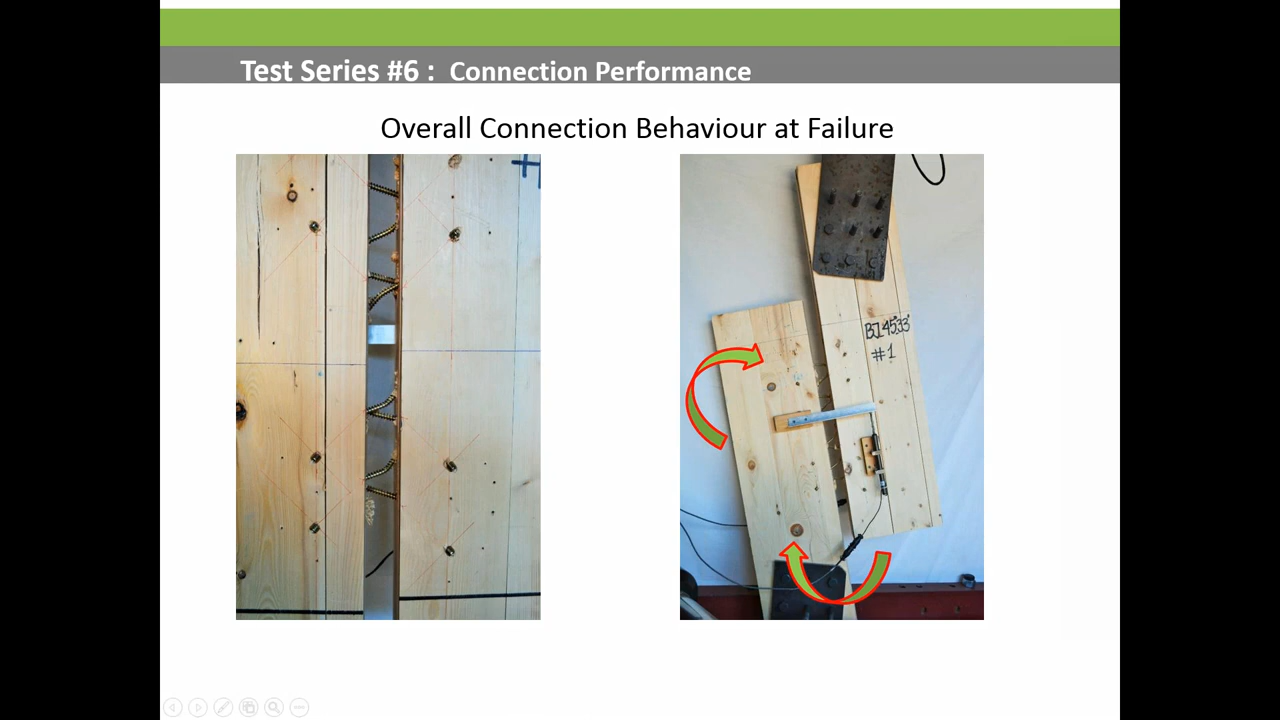 Test Series #6 : Connection Performance
Overall Connection Behaviour at Failure
#1